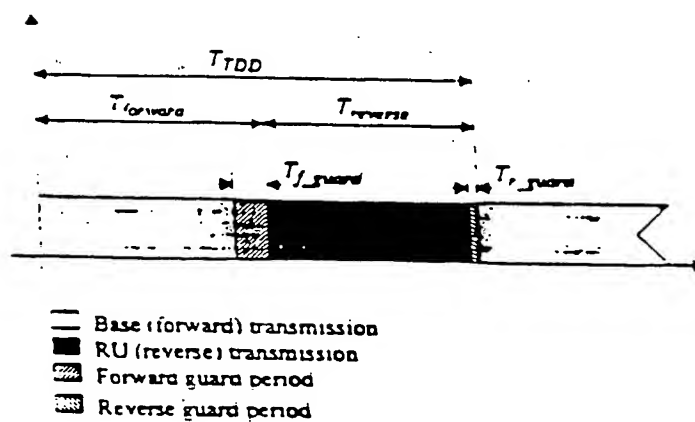 T_TDD
T_forward T_reverse
T_f_guard T_r_guard
Base (forward) transmission
RU (reverse) transmission
Forward guard period
Reverse guard period